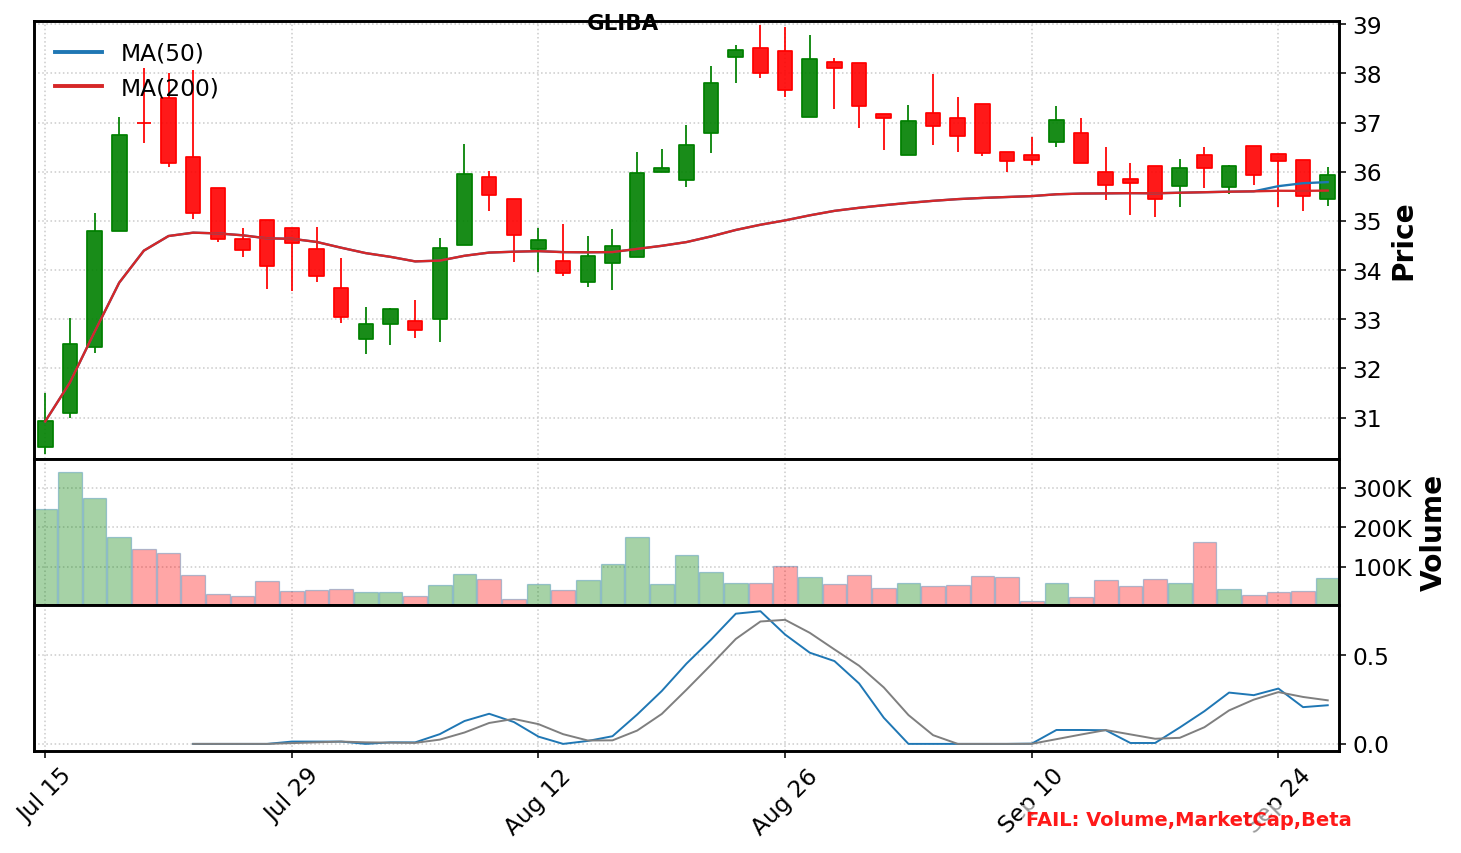 GLIBA
MA(50)
MA(200)
39
38
37
36
35
34
33
32
31
Price
300K
200K
100K
Volume
0.5
0.0
Jul 15
Jul 29
Aug 12
Aug 26
Sep 10
Sep 24
FAIL: Volume,MarketCap,Beta